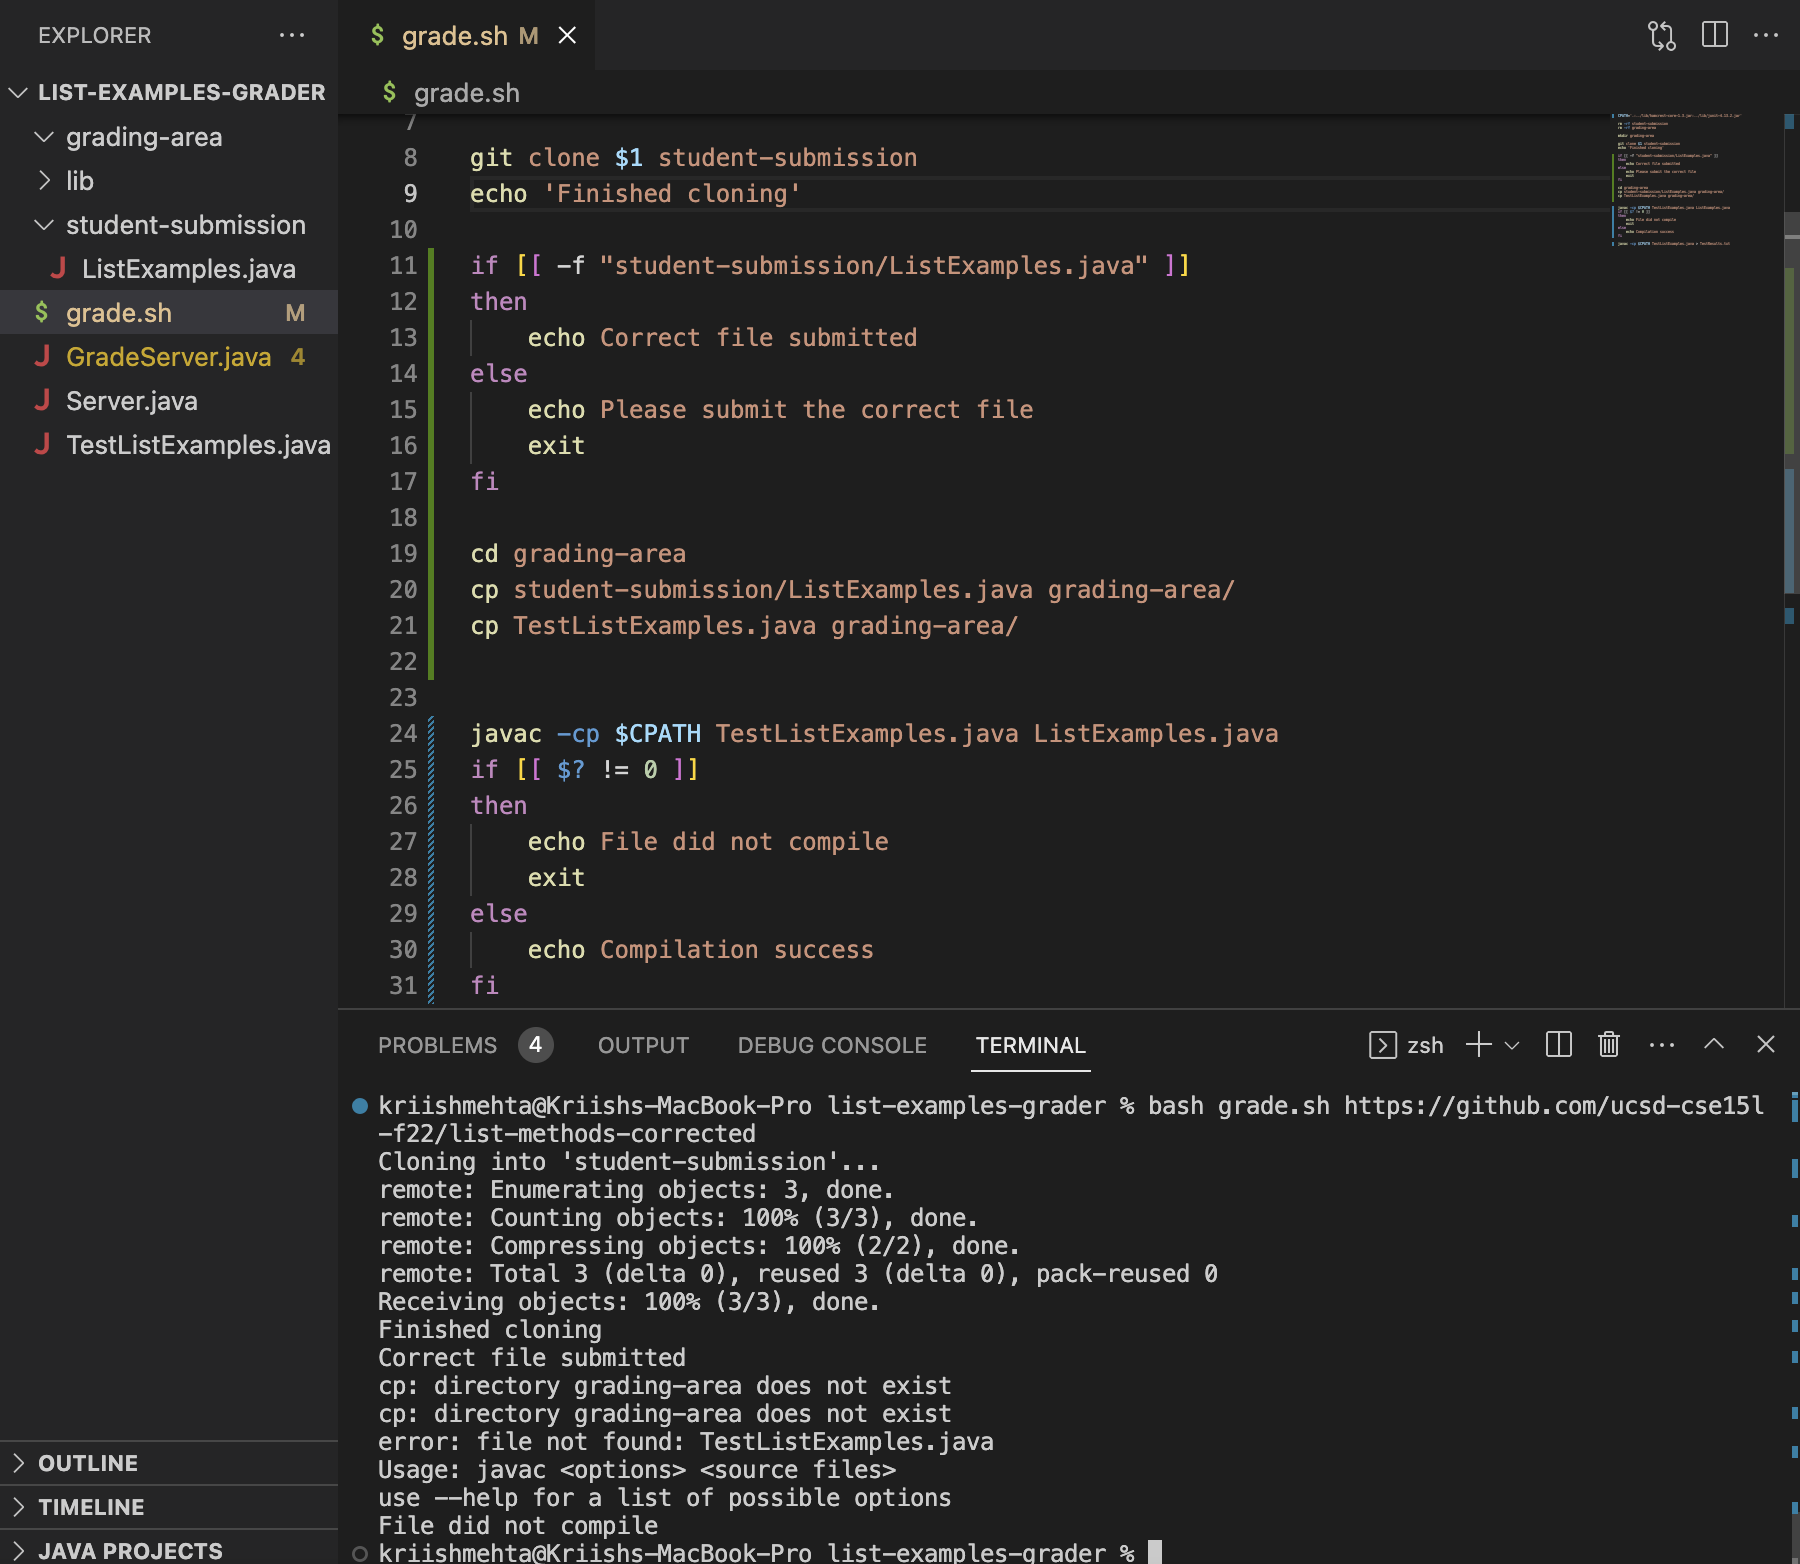 EXPLORER
LIST-EXAMPLES-GRADER
grading-area
lib
student-submission
ListExamples.java
grade.sh M
GradeServer.java 4
Server.java
TestListExamples.java
OUTLINE
TIMELINE
JAVA PROJECTS
$ grade.sh M
$ grade.sh
7
8 git clone $1 student-submission
9 echo 'Finished cloning'
10
11 if [[ -f "student-submission/ListExamples.java" ]]
12 then
13 echo Correct file submitted
14 else
15 echo Please submit the correct file
16 exit
17 fi
18
19 cd grading-area
20 cp student-submission/ListExamples.java grading-area/
21 cp TestListExamples.java grading-area/
22
23
24 javac -cp $CPATH TestListExamples.java ListExamples.java
25 if [[ $? != 0 ]]
26 then
27 echo File did not compile
28 exit
29 else
30 echo Compilation success
31 fi
PROBLEMS 4 OUTPUT DEBUG CONSOLE TERMINAL zsh
kriishmehta@Kriishs-MacBook-Pro list-examples-grader % bash grade.sh https://github.com/ucsd-cse15l
-f22/list-methods-corrected
Cloning into 'student-submission'...
remote: Enumerating objects: 3, done.
remote: Counting objects: 100% (3/3), done.
remote: Compressing objects: 100% (2/2), done.
remote: Total 3 (delta 0), reused 3 (delta 0), pack-reused 0
Receiving objects: 100% (3/3), done.
Finished cloning
Correct file submitted
cp: directory grading-area does not exist
cp: directory grading-area does not exist
error: file not found: TestListExamples.java
Usage: javac <options> <source files>
use --help for a list of possible options
File did not compile
kriishmehta@Kriishs-MacBook-Pro list-examples-grader %